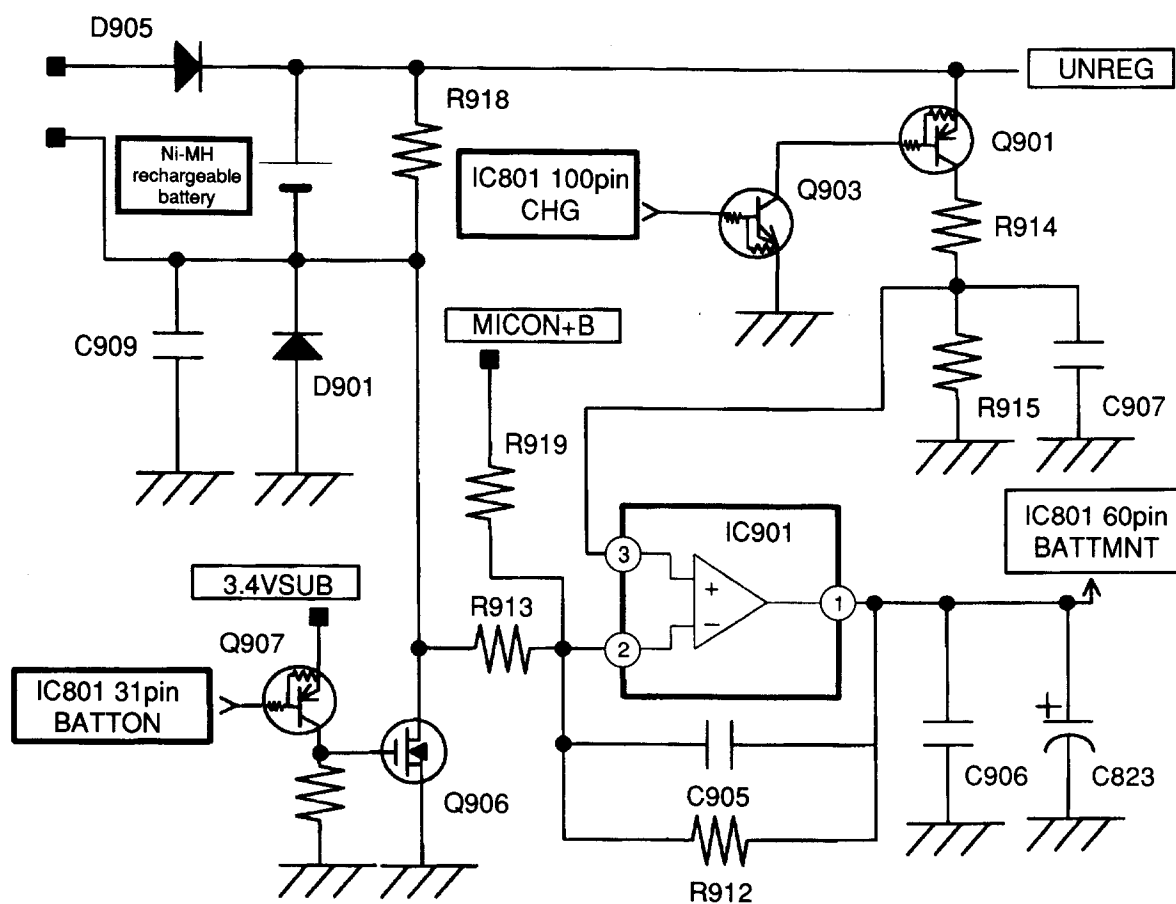 D905
UNREG
R918
Ni-MH
rechargeable
battery
Q901
IC801 100pin
CHG
Q903
R914
MICON+B
C909
D901
R915
C907
R919
IC901
IC801 60pin
BATTMNT
3
+
1
3.4VSUB
R913
2
−
Q907
IC801 31pin
BATTON
+
Q906
C905
C906
C823
R912